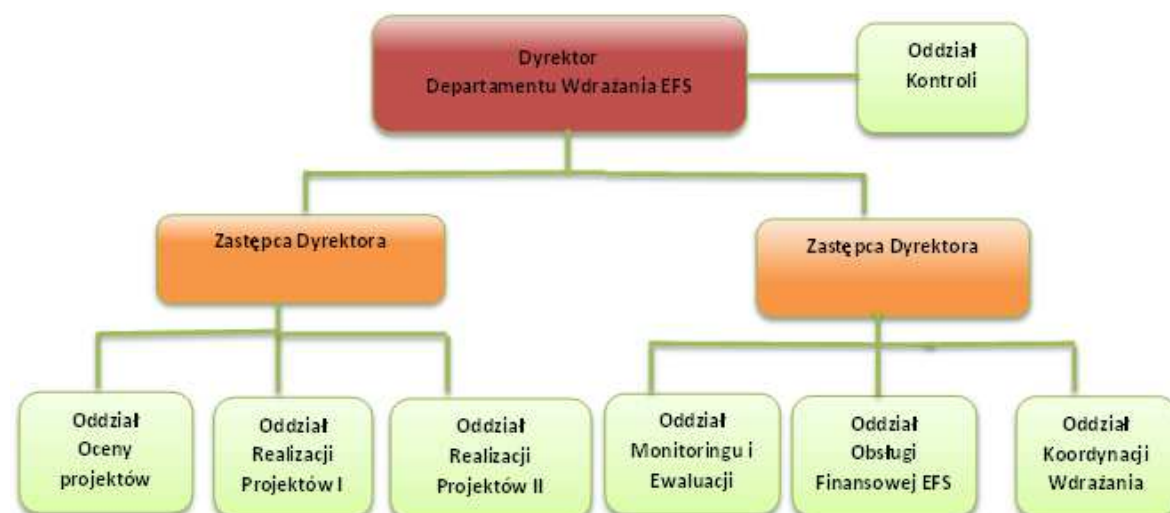 Dyrektor
Departamentu Wdrażania EFS
Oddział
Kontroli
Zastępca Dyrektora
Zastępca Dyrektora
Oddział
Oceny
projektów
Oddział
Realizacji
Projektów I
Oddział
Realizacji
Projektów II
Oddział
Monitoringu i
Ewaluacji
Oddział
Obsługi
Finansowej EFS
Oddział
Koordynacji
Wdrażania